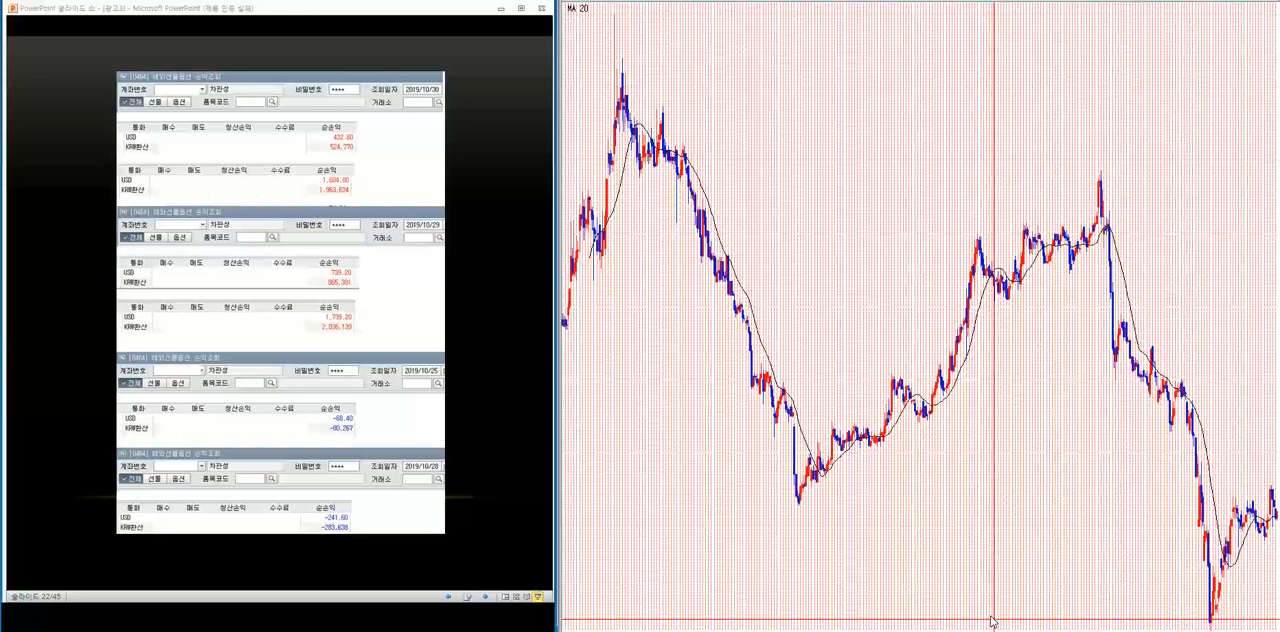 PowerPoint 슬라이드 쇼 - [광고최 - Microsoft PowerPoint (제품 인증 실패)
MA 20
[0464] 해외선물옵션 손익조회
계좌번호 차관성 비밀번호 **** 조회일자 2019/10/30
전체 선물 옵션 품목코드 거래소
통화 매수 매도 청산손익 수수료 순손익
USD 432.80
KRW환산 524,770
통화 매수 매도 청산손익 수수료 순손익
USD 1,684.80
KRW환산 1,963,634
[0464] 해외선물옵션 손익조회
계좌번호 차관성 비밀번호 **** 조회일자 2019/10/29
전체 선물 옵션 품목코드 거래소
통화 매수 매도 청산손익 수수료 순손익
USD 739.20
KRW환산 865,381
통화 매수 매도 청산손익 수수료 순손익
USD 1,739.20
KRW환산 2,036,139
[0464] 해외선물옵션 손익조회
계좌번호 차관성 비밀번호 **** 조회일자 2019/10/25
전체 선물 옵션 품목코드 거래소
통화 매수 매도 청산손익 수수료 순손익
USD -68.40
KRW환산 -80,267
[0464] 해외선물옵션 손익조회
계좌번호 차관성 비밀번호 **** 조회일자 2019/10/28
전체 선물 옵션 품목코드 거래소
통화 매수 매도 청산손익 수수료 순손익
USD -241.60
KRW환산 -283,638
슬라이드 22/45